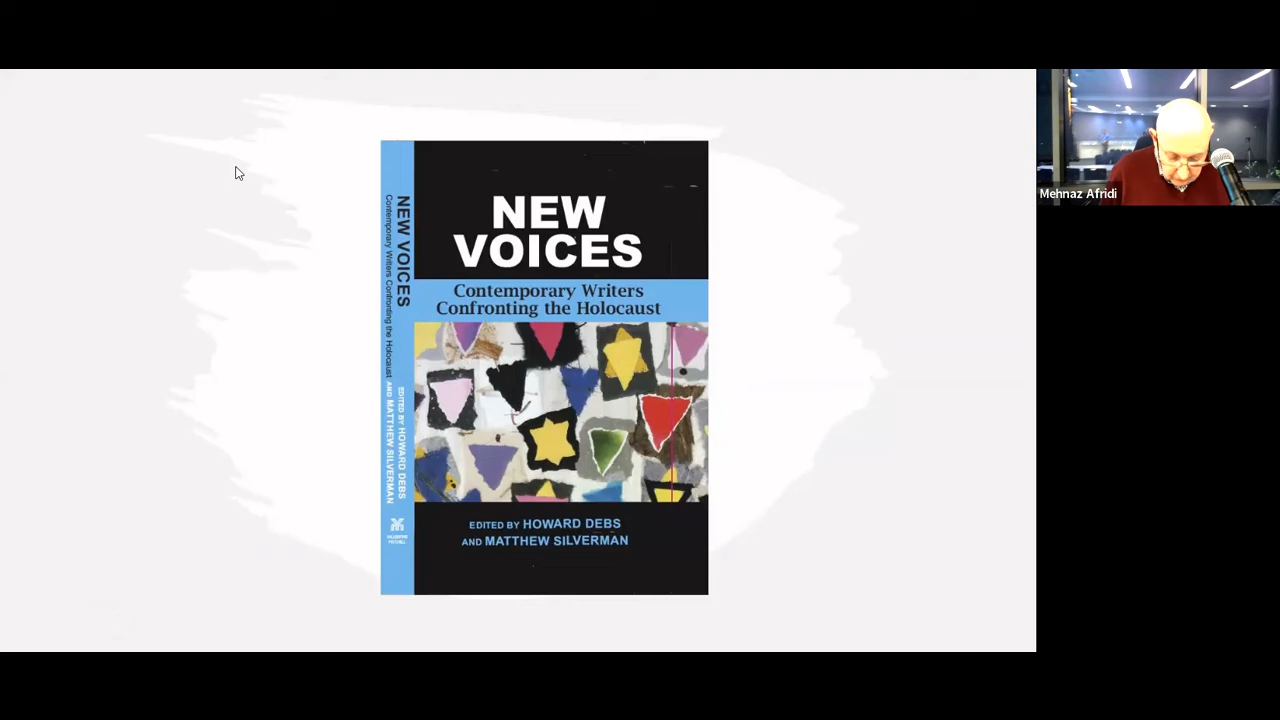 NEW VOICES
Contemporary Writers Confronting the Holocaust
EDITED BY HOWARD DEBS
AND MATTHEW SILVERMAN
NEW
VOICES
Contemporary Writers
Confronting the Holocaust
EDITED BY HOWARD DEBS
AND MATTHEW SILVERMAN
Mehnaz Afridi